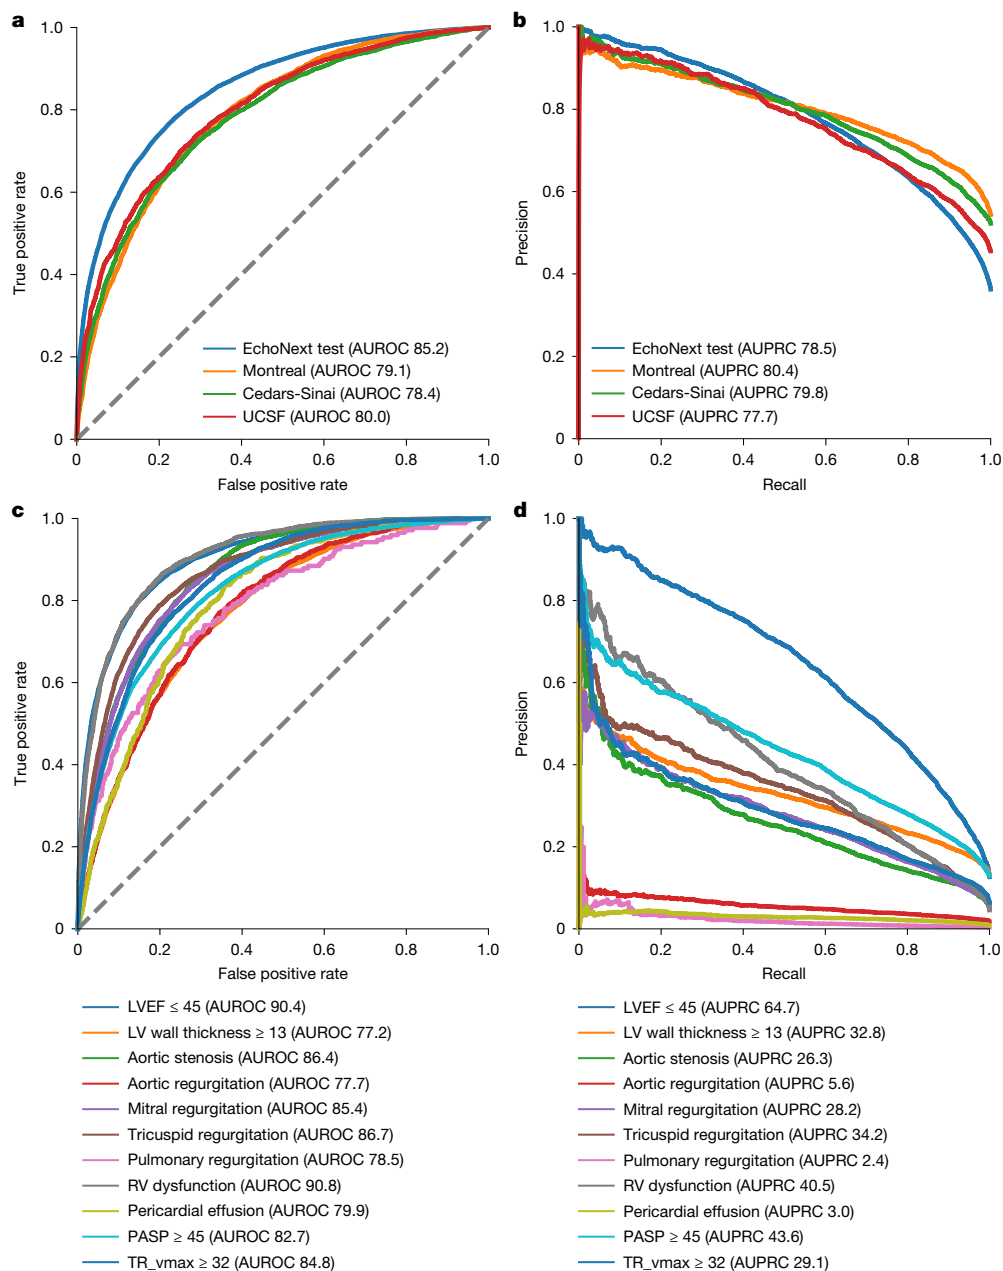 a
1.0
0.8
0.6
0.4
0.2
0
True positive rate
EchoNext test (AUROC 85.2)
Montreal (AUROC 79.1)
Cedars-Sinai (AUROC 78.4)
UCSF (AUROC 80.0)
0 0.2 0.4 0.6 0.8 1.0
False positive rate
b
1.0
0.8
0.6
0.4
0.2
0
Precision
EchoNext test (AUPRC 78.5)
Montreal (AUPRC 80.4)
Cedars-Sinai (AUPRC 79.8)
UCSF (AUPRC 77.7)
0 0.2 0.4 0.6 0.8 1.0
Recall
c
1.0
0.8
0.6
0.4
0.2
0
True positive rate
0 0.2 0.4 0.6 0.8 1.0
False positive rate
LVEF ≤ 45 (AUROC 90.4)
LV wall thickness ≥ 13 (AUROC 77.2)
Aortic stenosis (AUROC 86.4)
Aortic regurgitation (AUROC 77.7)
Mitral regurgitation (AUROC 85.4)
Tricuspid regurgitation (AUROC 86.7)
Pulmonary regurgitation (AUROC 78.5)
RV dysfunction (AUROC 90.8)
Pericardial effusion (AUROC 79.9)
PASP ≥ 45 (AUROC 82.7)
TR_vmax ≥ 32 (AUROC 84.8)
d
1.0
0.8
0.6
0.4
0.2
0
Precision
0 0.2 0.4 0.6 0.8 1.0
Recall
LVEF ≤ 45 (AUPRC 64.7)
LV wall thickness ≥ 13 (AUPRC 32.8)
Aortic stenosis (AUPRC 26.3)
Aortic regurgitation (AUPRC 5.6)
Mitral regurgitation (AUPRC 28.2)
Tricuspid regurgitation (AUPRC 34.2)
Pulmonary regurgitation (AUPRC 2.4)
RV dysfunction (AUPRC 40.5)
Pericardial effusion (AUPRC 3.0)
PASP ≥ 45 (AUPRC 43.6)
TR_vmax ≥ 32 (AUPRC 29.1)